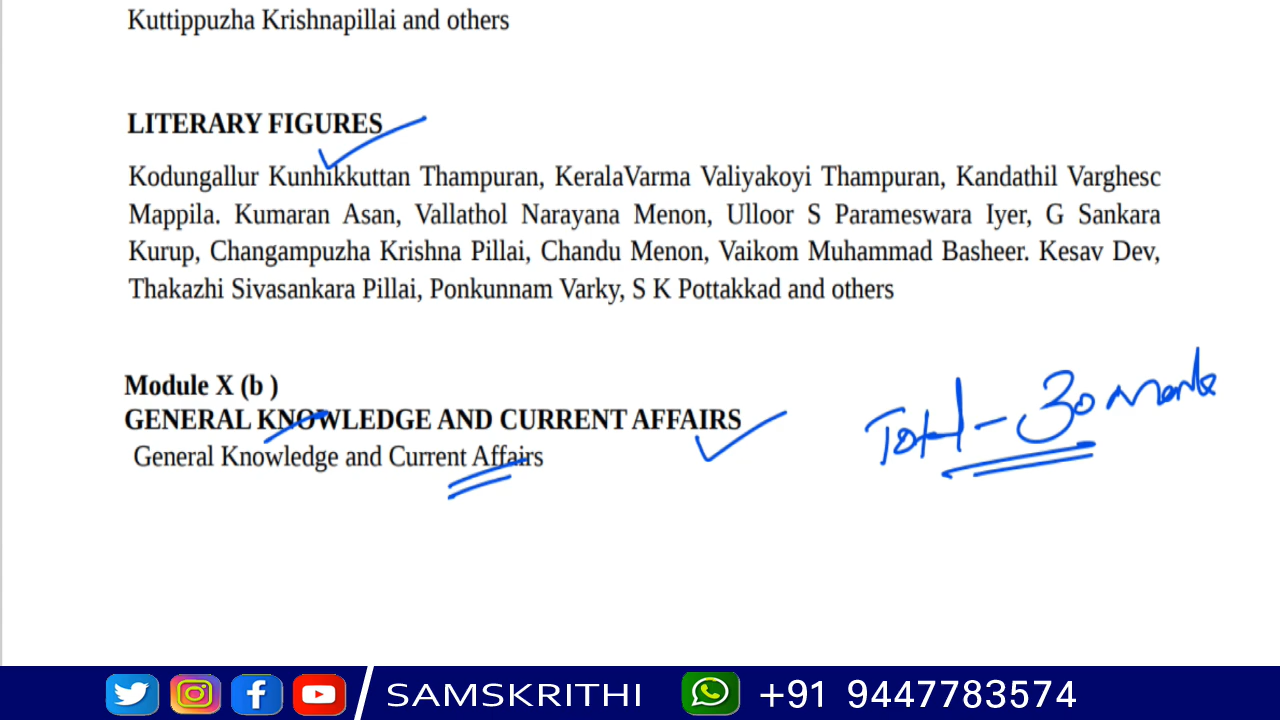 Kuttippuzha Krishnapillai and others
LITERARY FIGURES
Kodungallur Kunhikkuttan Thampuran, KeralaVarma Valiyakoyi Thampuran, Kandathil Varghesc
Mappila. Kumaran Asan, Vallathol Narayana Menon, Ulloor S Parameswara Iyer, G Sankara
Kurup, Changampuzha Krishna Pillai, Chandu Menon, Vaikom Muhammad Basheer. Kesav Dev,
Thakazhi Sivasankara Pillai, Ponkunnam Varky, S K Pottakkad and others
Module X (b )
GENERAL KNOWLEDGE AND CURRENT AFFAIRS
General Knowledge and Current Affairs
Total - 30 marks
SAMSKRITHI +91 9447783574